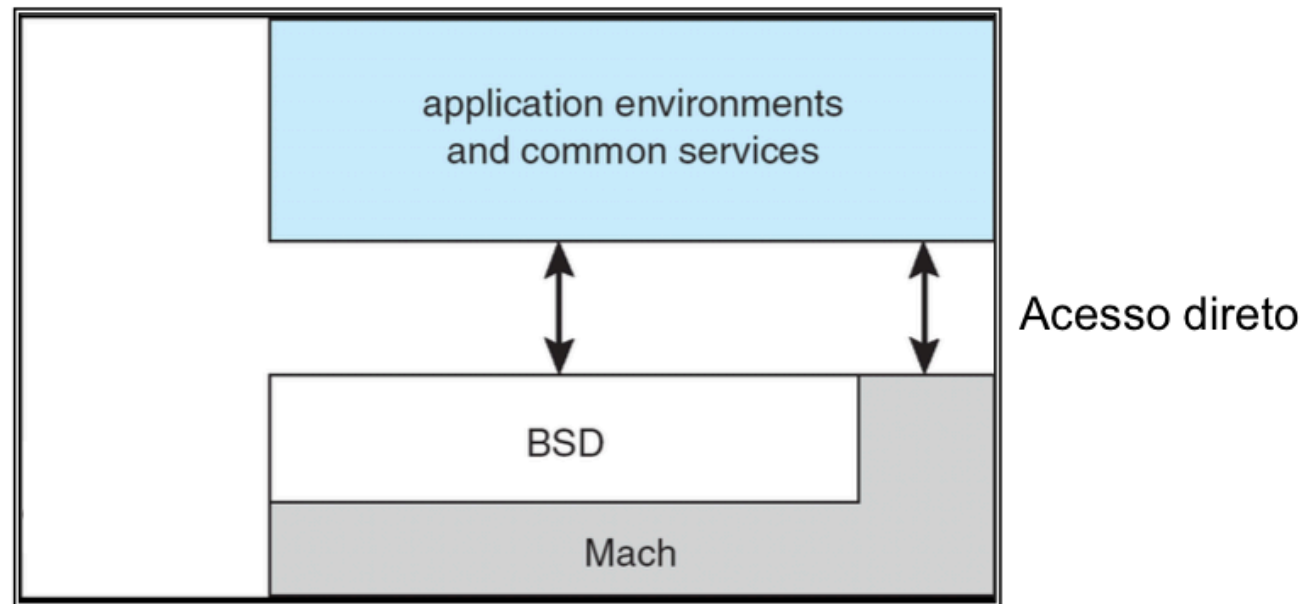 application environments
and common services
Acesso direto
BSD
Mach